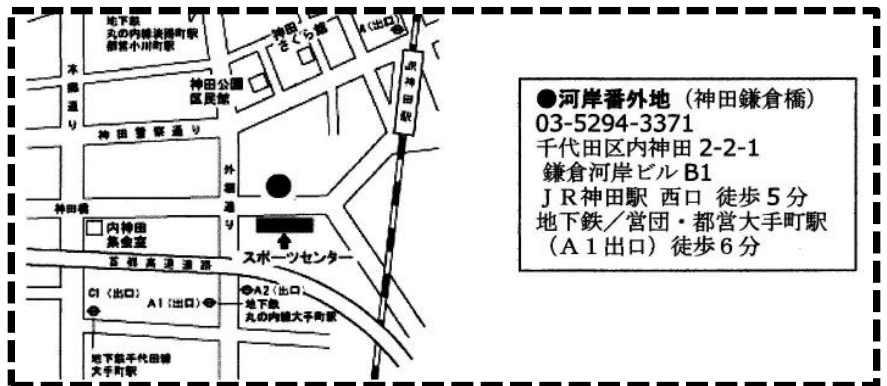 地下鉄
丸の内線淡路町駅
都営小川町駅
神田
さくら館
A4(出口)
JR神田駅
本郷通り
神田公園
区民館
神田警察通り
外堀通り
神田橋
内神田
集会室
スポーツセンター
首都高速道路
C1(出口)
A1(出口)
A2(出口)
地下鉄
丸の内線大手町駅
地下鉄千代田線
大手町駅
●河岸番外地(神田鎌倉橋)
03-5294-3371
千代田区内神田 2-2-1
鎌倉河岸ビル B1
JR神田駅 西口 徒歩5分
地下鉄/営団・都営大手町駅
(A1出口)徒歩6分